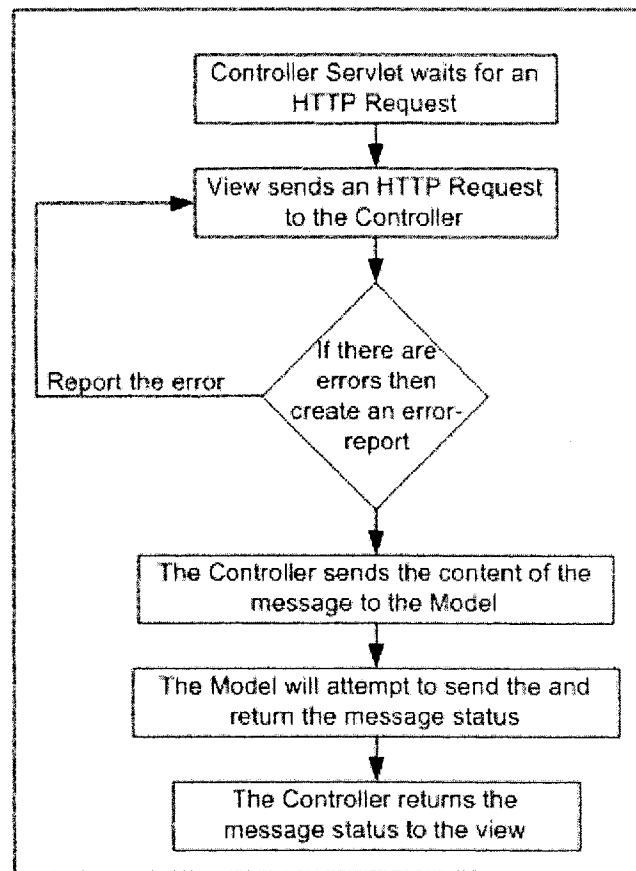 Controller Servlet waits for an
HTTP Request
View sends an HTTP Request
to the Controller
If there are
errors then
create an error-
report
Report the error
The Controller sends the content of the
message to the Model
The Model will attempt to send the and
return the message status
The Controller returns the
message status to the view